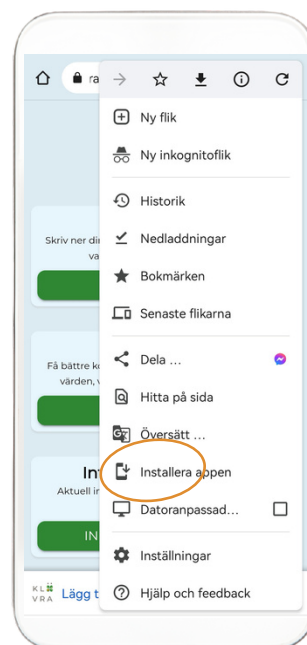 ra
Ny flik
Ny inkognitoflik
Historik
Skriv ner di
Nedladdningar
va
Bokmärken
Senaste flikarna
Dela ...
Få bättre k
Hitta på sida
värden, v
Översätt ...
In
Installera appen
Aktuell in
Datoranpassad...
IN
Inställningar
KL
VRA
Lägg t
Hjälp och feedback